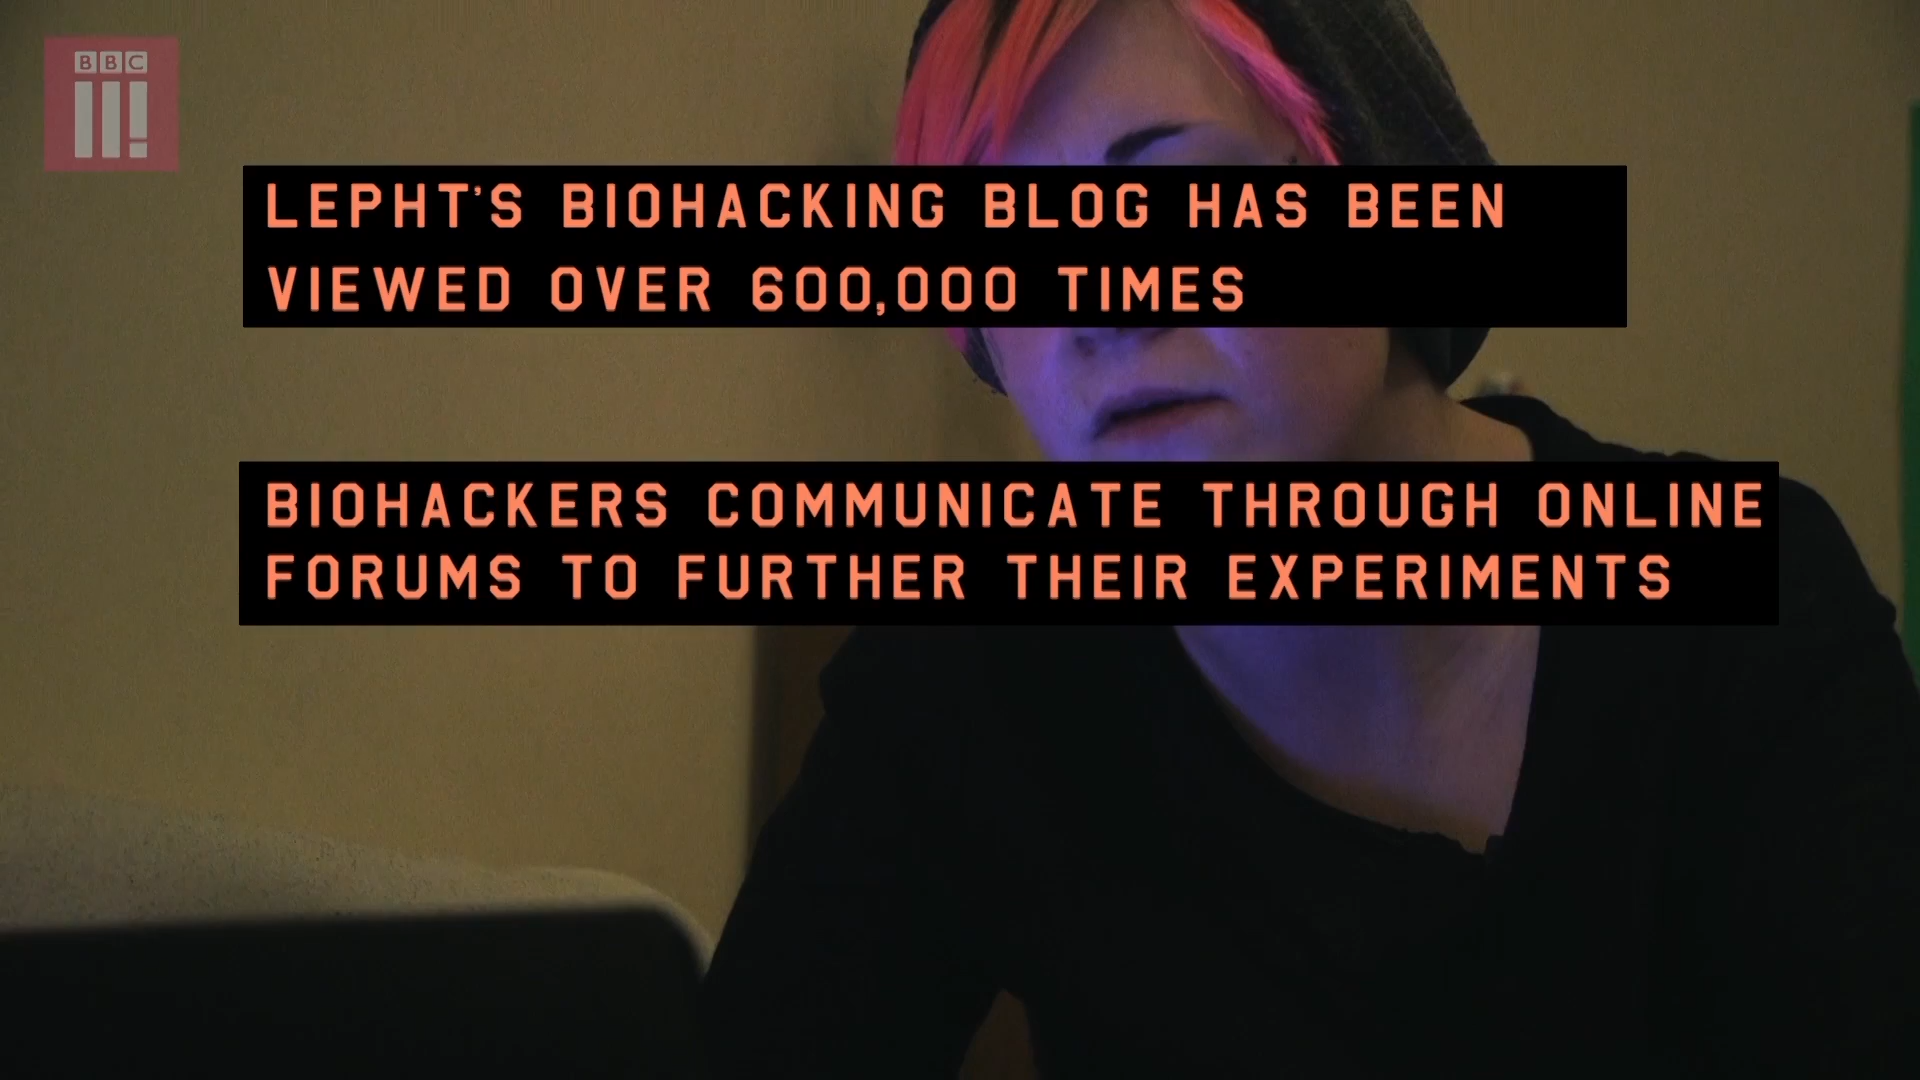 BBC
LEPHT'S BIOHACKING BLOG HAS BEEN
VIEWED OVER 600,000 TIMES
BIOHACKERS COMMUNICATE THROUGH ONLINE
FORUMS TO FURTHER THEIR EXPERIMENTS